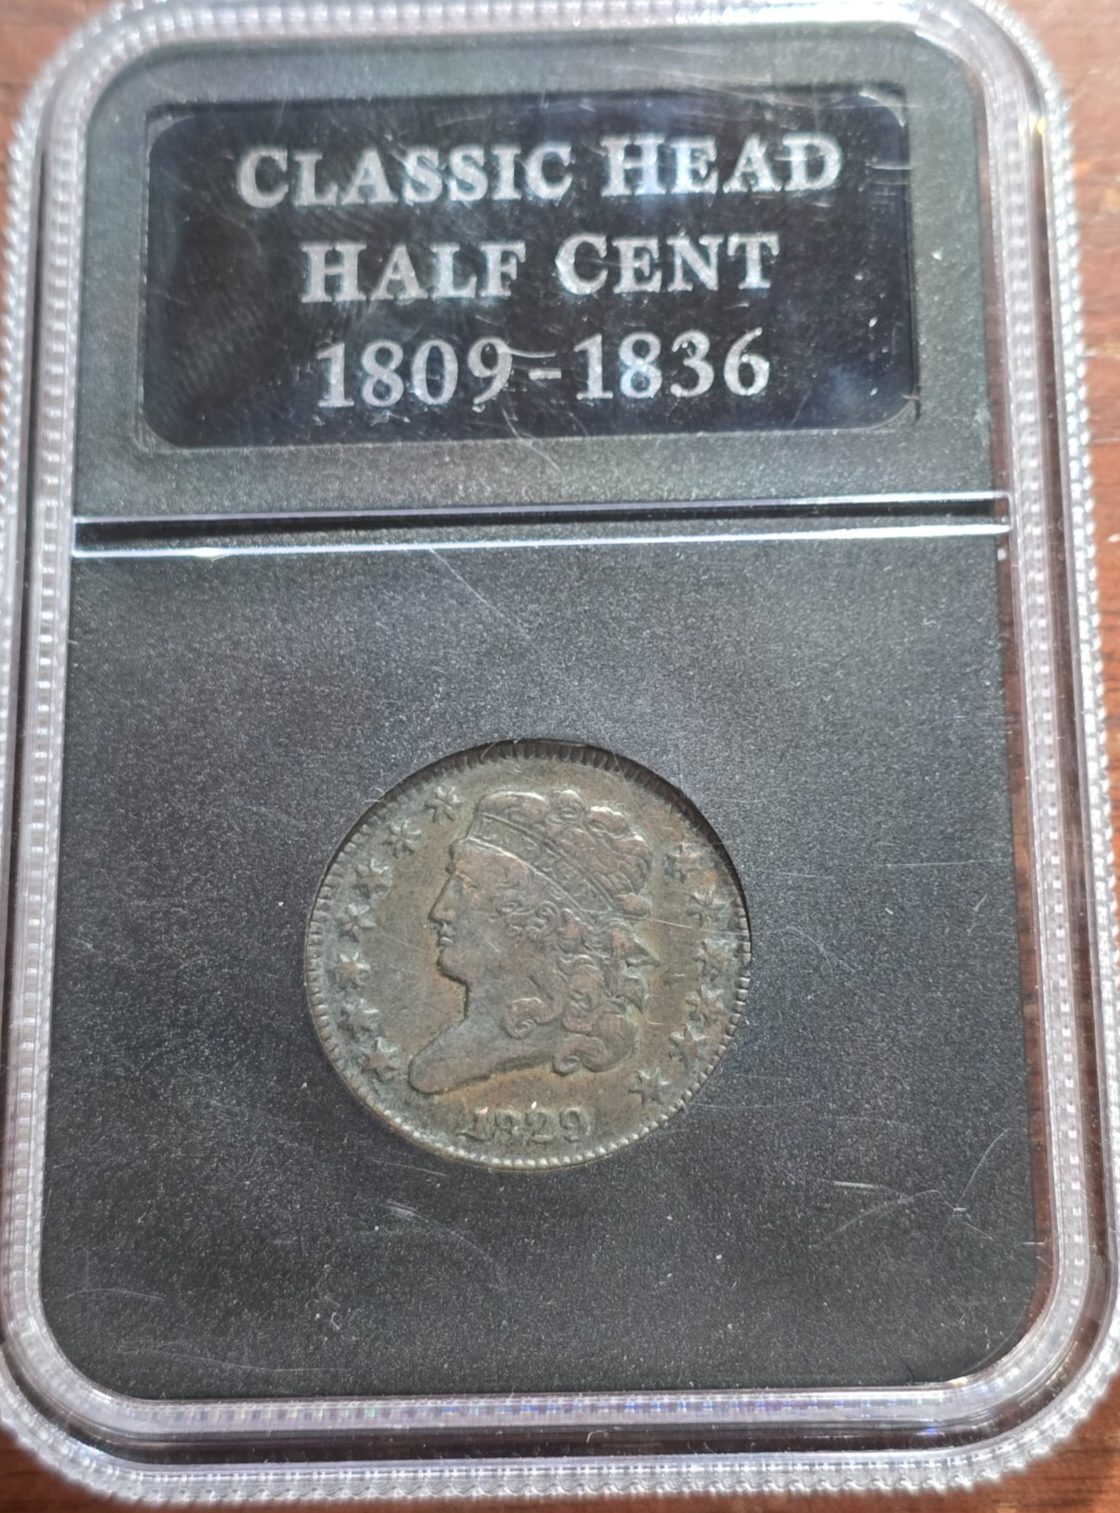 CLASSIC HEAD
HALF CENT
1809-1836
1829